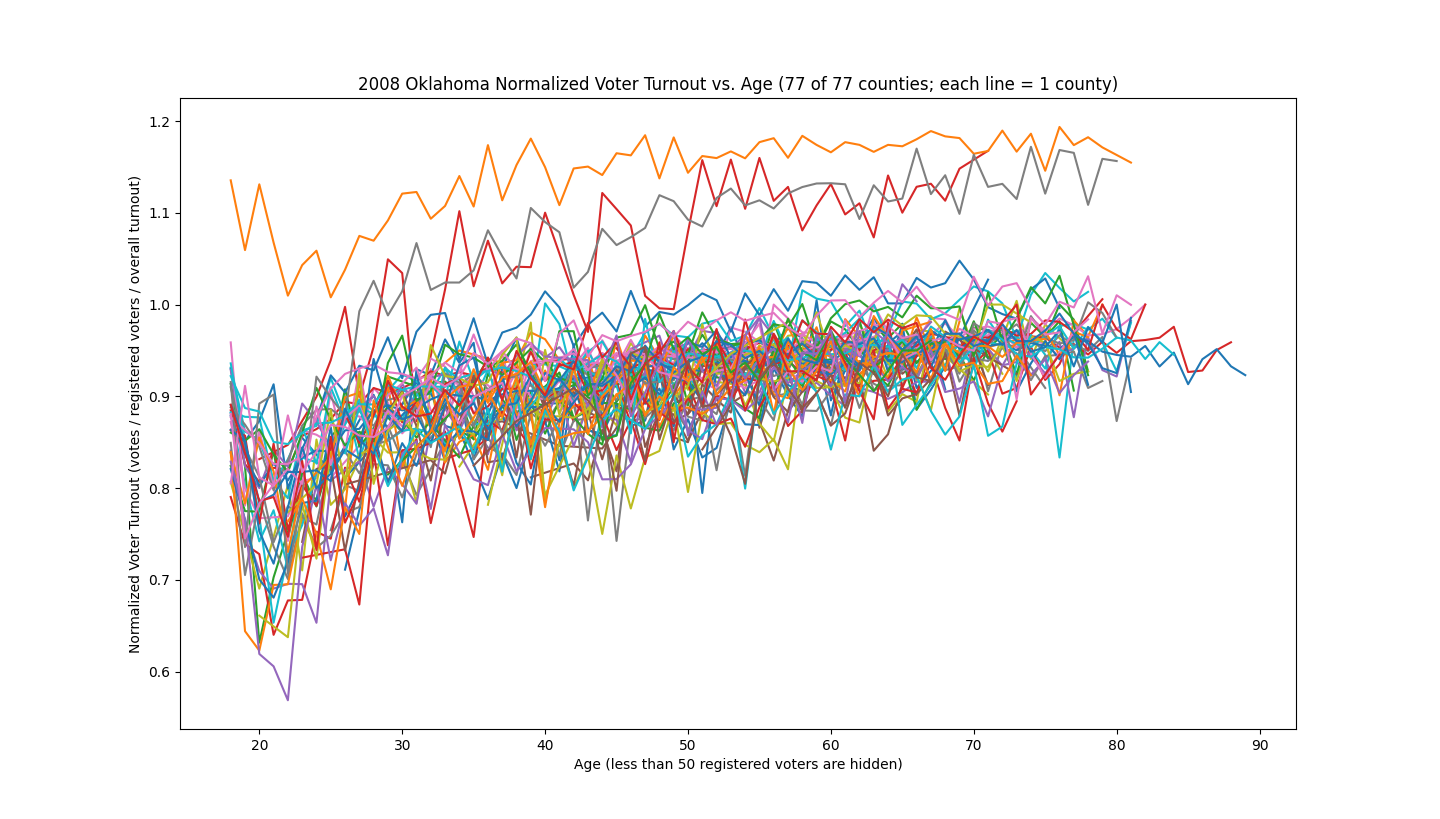 2008 Oklahoma Normalized Voter Turnout vs. Age (77 of 77 counties; each line = 1 county)
Normalized Voter Turnout (votes / registered voters / overall turnout)
1.2
1.1
1.0
0.9
0.8
0.7
0.6
20 30 40 50 60 70 80 90
Age (less than 50 registered voters are hidden)